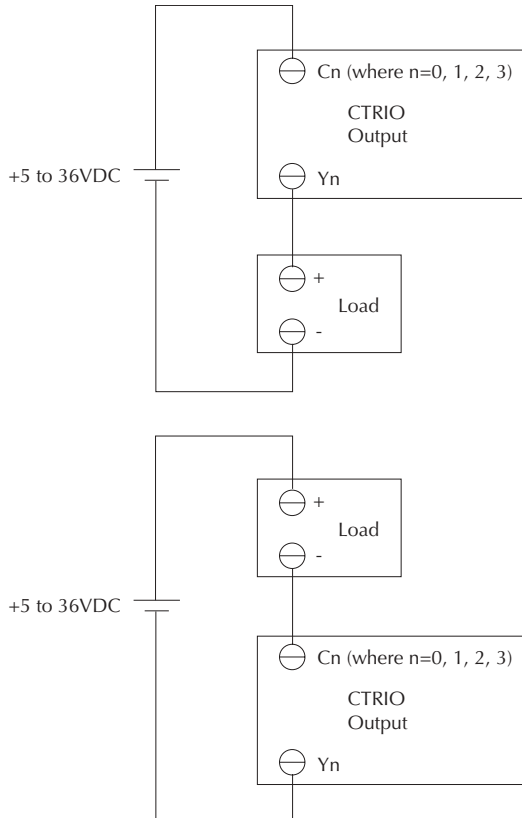 Cn (where n=0, 1, 2, 3)
CTRIO
Output
+5 to 36VDC
Yn
+
Load
-
+
Load
-
+5 to 36VDC
Cn (where n=0, 1, 2, 3)
CTRIO
Output
Yn